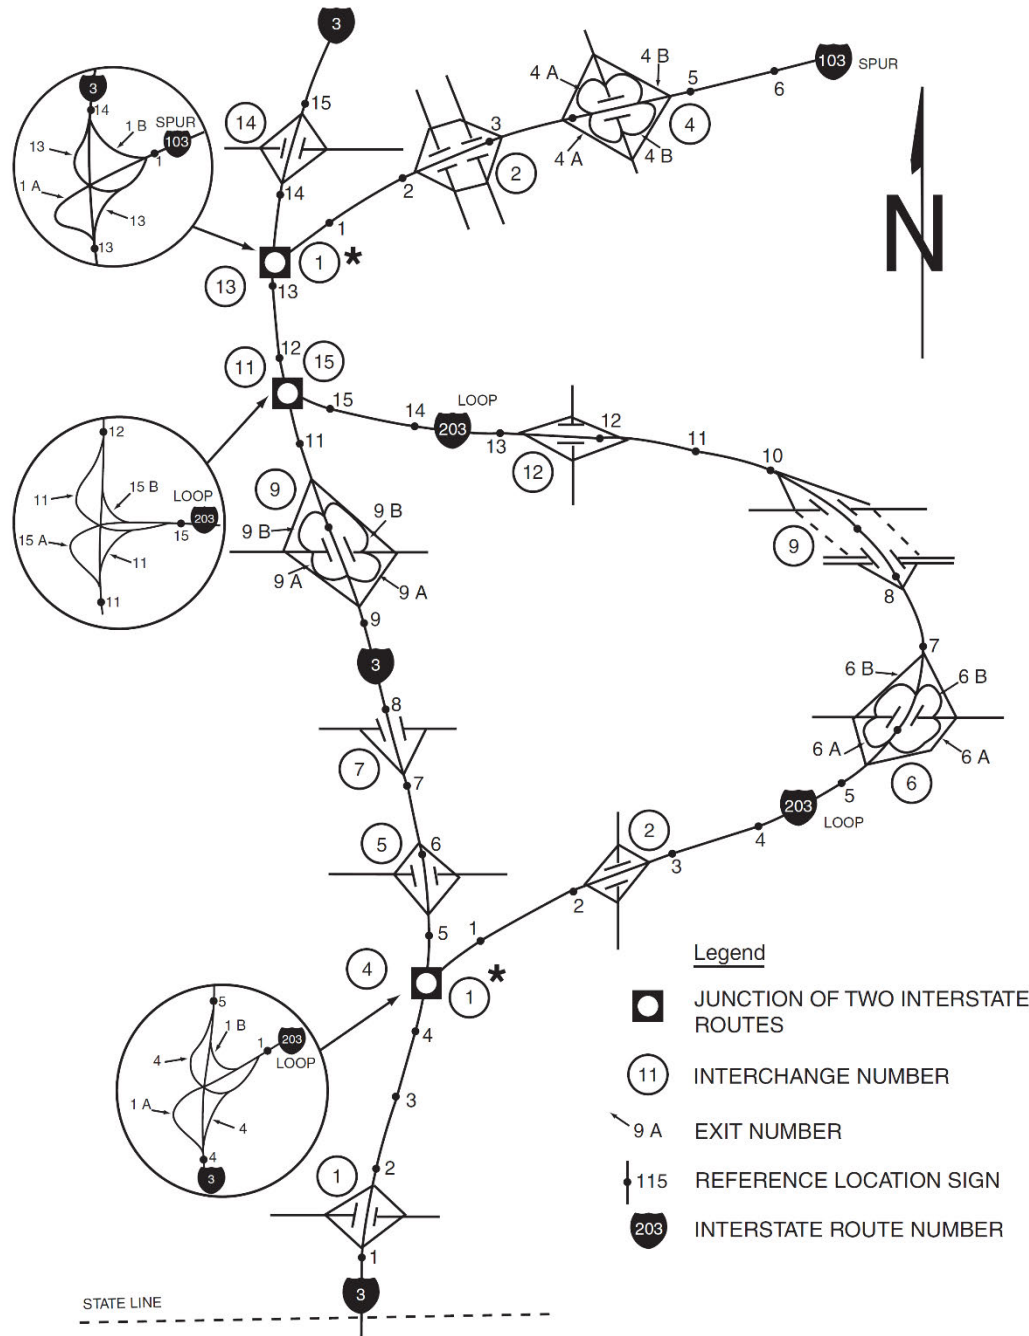 3
103
SPUR
3
14
1 B
SPUR
103
13
1
1 A
13
13
15
14
14
4 A
4 B
5
6
3
4
4 A
4 B
2
2
1
1 *
13
13
12
15
11
15
14
LOOP
203
13
12
12
11
10
11
12
11
15 B
LOOP
203
15
15 A
11
11
9
9 B
9 B
9 A
9 A
9
9
8
7
6 B
6 B
6 A
6 A
6
3
8
7
7
5
203
LOOP
4
2
3
5
6
2
1
5
4
1 *
4
3
2
1
1
3
5
1 B
1
203
LOOP
4
1 A
4
4
3
STATE LINE
Legend
JUNCTION OF TWO INTERSTATE
ROUTES
11 INTERCHANGE NUMBER
9 A EXIT NUMBER
115 REFERENCE LOCATION SIGN
203 INTERSTATE ROUTE NUMBER
N